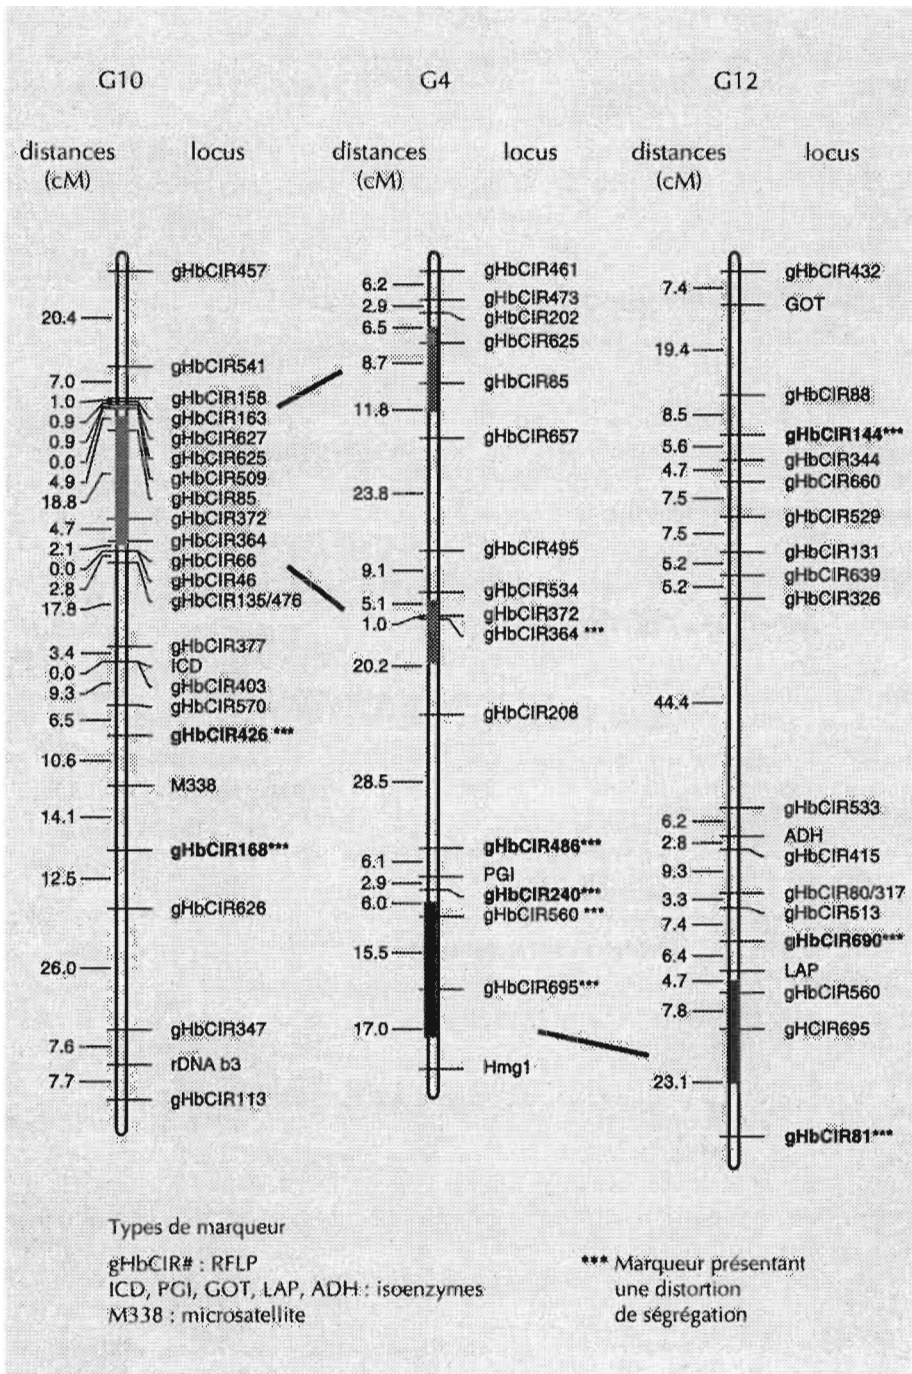 G10
G4
G12
distances
(cM)
locus
distances
(cM)
locus
distances
(cM)
locus
20.4
7.0
1.0
0.9
0.9
0.0
4.9
18.8
4.7
2.1
0.0
2.8
17.8
3.4
0.0
9.3
6.5
10.6
14.1
12.5
26.0
7.6
7.7
gHbCIR457
gHbCIR541
gHbCIR158
gHbCIR163
gHbCIR627
gHbCIR625
gHbCIR509
gHbCIR85
gHbCIR372
gHbCIR364
gHbCIR66
gHbCIR46
gHbCIR135/476
gHbCIR377
ICD
gHbCIR403
gHbCIR570
gHbCIR426 ***
M338
gHbCIR168***
gHbCIR626
gHbCIR347
rDNA b3
gHbCIR113
6.2
2.9
6.5
8.7
11.8
23.8
9.1
5.1
1.0
20.2
28.5
6.1
2.9
6.0
15.5
17.0
gHbCIR461
gHbCIR473
gHbCIR202
gHbCIR625
gHbCIR85
gHbCIR657
gHbCIR495
gHbCIR534
gHbCIR372
gHbCIR364 ***
gHbCIR208
gHbCIR486***
PGI
gHbCIR240***
gHbCIR560 ***
gHbCIR695***
Hmg1
7.4
19.4
8.5
5.6
4.7
7.5
7.5
5.2
5.2
44.4
6.2
2.8
9.3
3.3
7.4
6.4
4.7
7.8
23.1
gHbCIR432
GOT
gHbCIR88
gHbCIR144***
gHbCIR344
gHbCIR660
gHbCIR529
gHbCIR131
gHbCIR639
gHbCIR326
gHbCIR533
ADH
gHbCIR415
gHbCIR80/317
gHbCIR513
gHbCIR690***
LAP
gHbCIR560
gHCIR695
gHbCIR81***
Types de marqueur
gHbCIR# : RFLP
ICD, PGI, GOT, LAP, ADH : isoenzymes
M338 : microsatellite
*** Marqueur présentant
une distortion
de ségrégation